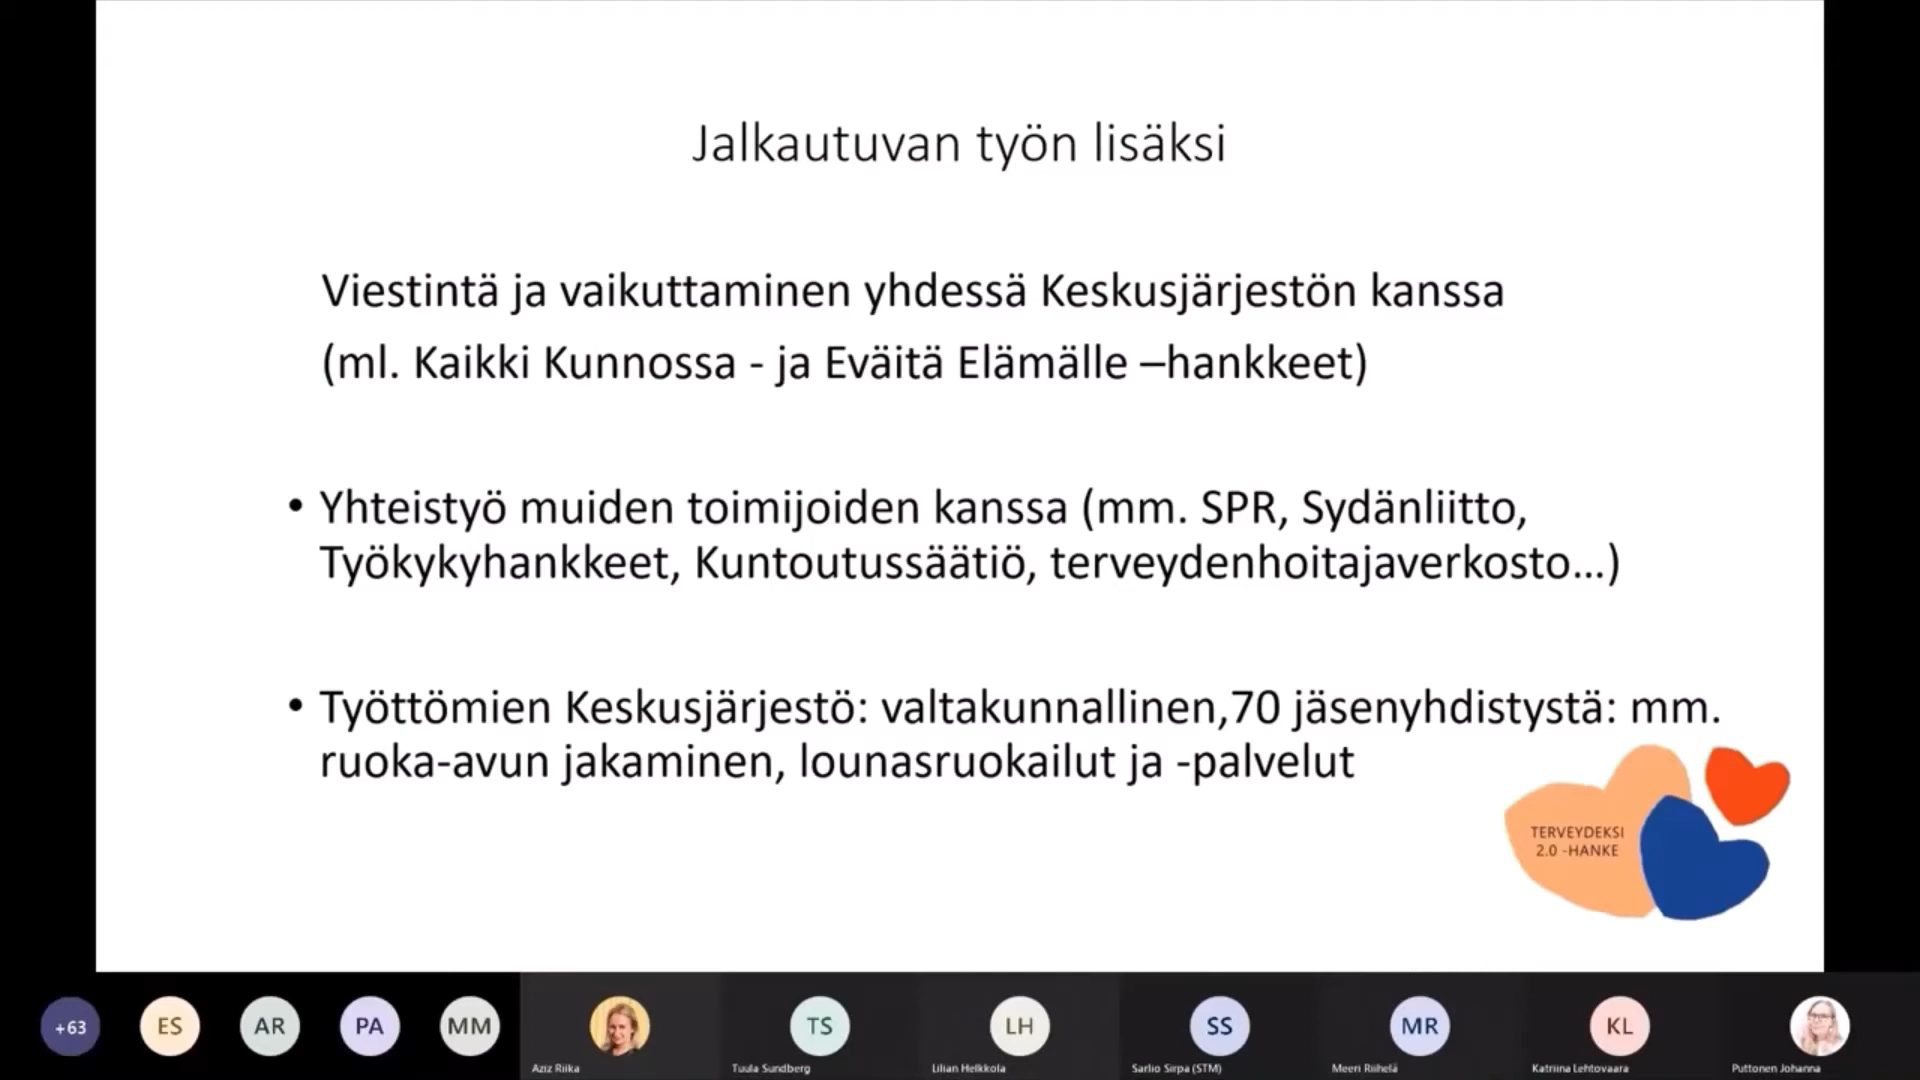 Jalkautuvan työn lisäksi
Viestintä ja vaikuttaminen yhdessä Keskusjärjestön kanssa
(ml. Kaikki Kunnossa - ja Eväitä Elämälle –hankkeet)
• Yhteistyö muiden toimijoiden kanssa (mm. SPR, Sydänliitto,
Työkykyhankkeet, Kuntoutussäätiö, terveydenhoitajaverkosto...)
• Työttömien Keskusjärjestö: valtakunnallinen,70 jäsenyhdistystä: mm.
ruoka-avun jakaminen, lounasruokailut ja -palvelut
TERVEYDEKSI
2.0 -HANKE
+63 ES AR PA MM TS LH SS MR KL
Aziz Riika Tuula Sundberg Lilian Helkkola Sarlio Sirpa (STM) Meeri Riihelä Katriina Lehtovaara Puttonen Johanna